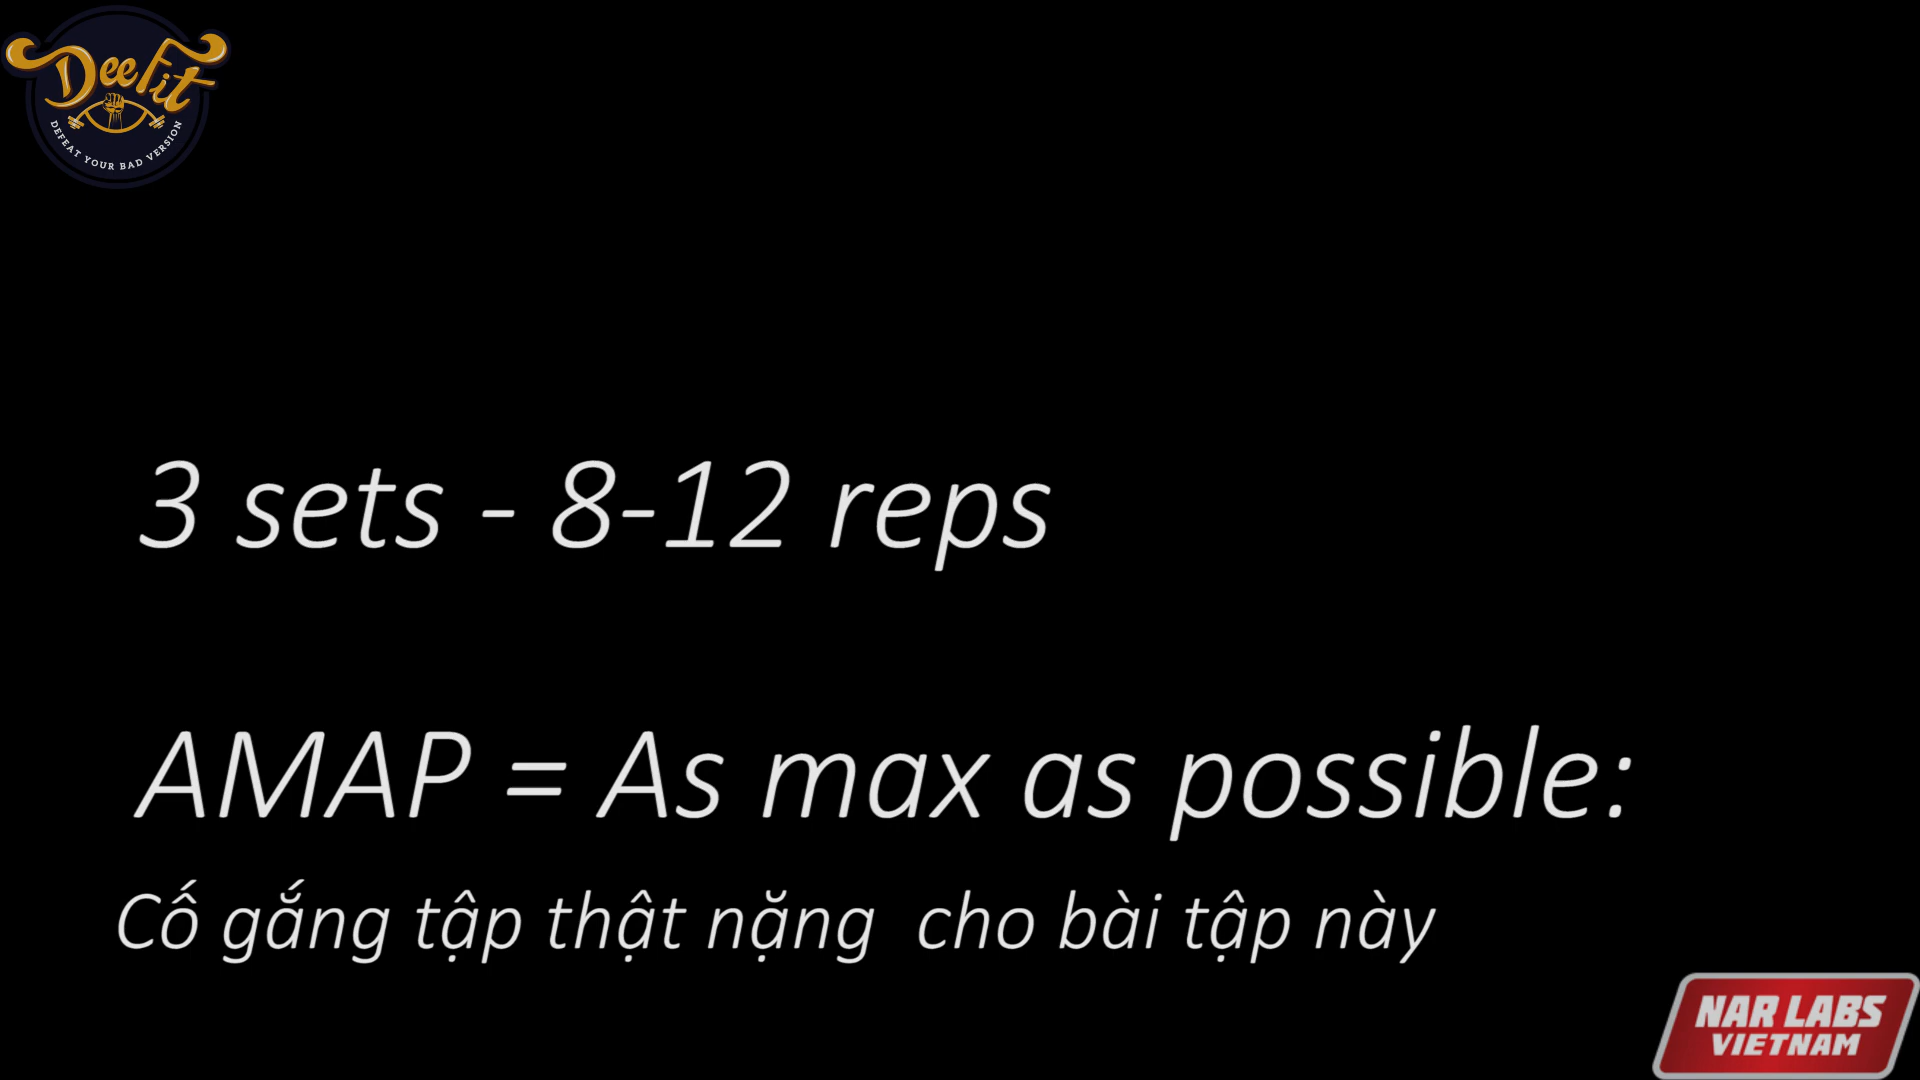 DeeFit
DEFEAT YOUR BAD VERSION
3 sets - 8-12 reps
AMAP = As max as possible:
Cố gắng tập thật nặng cho bài tập này
NAR LABS
VIETNAM